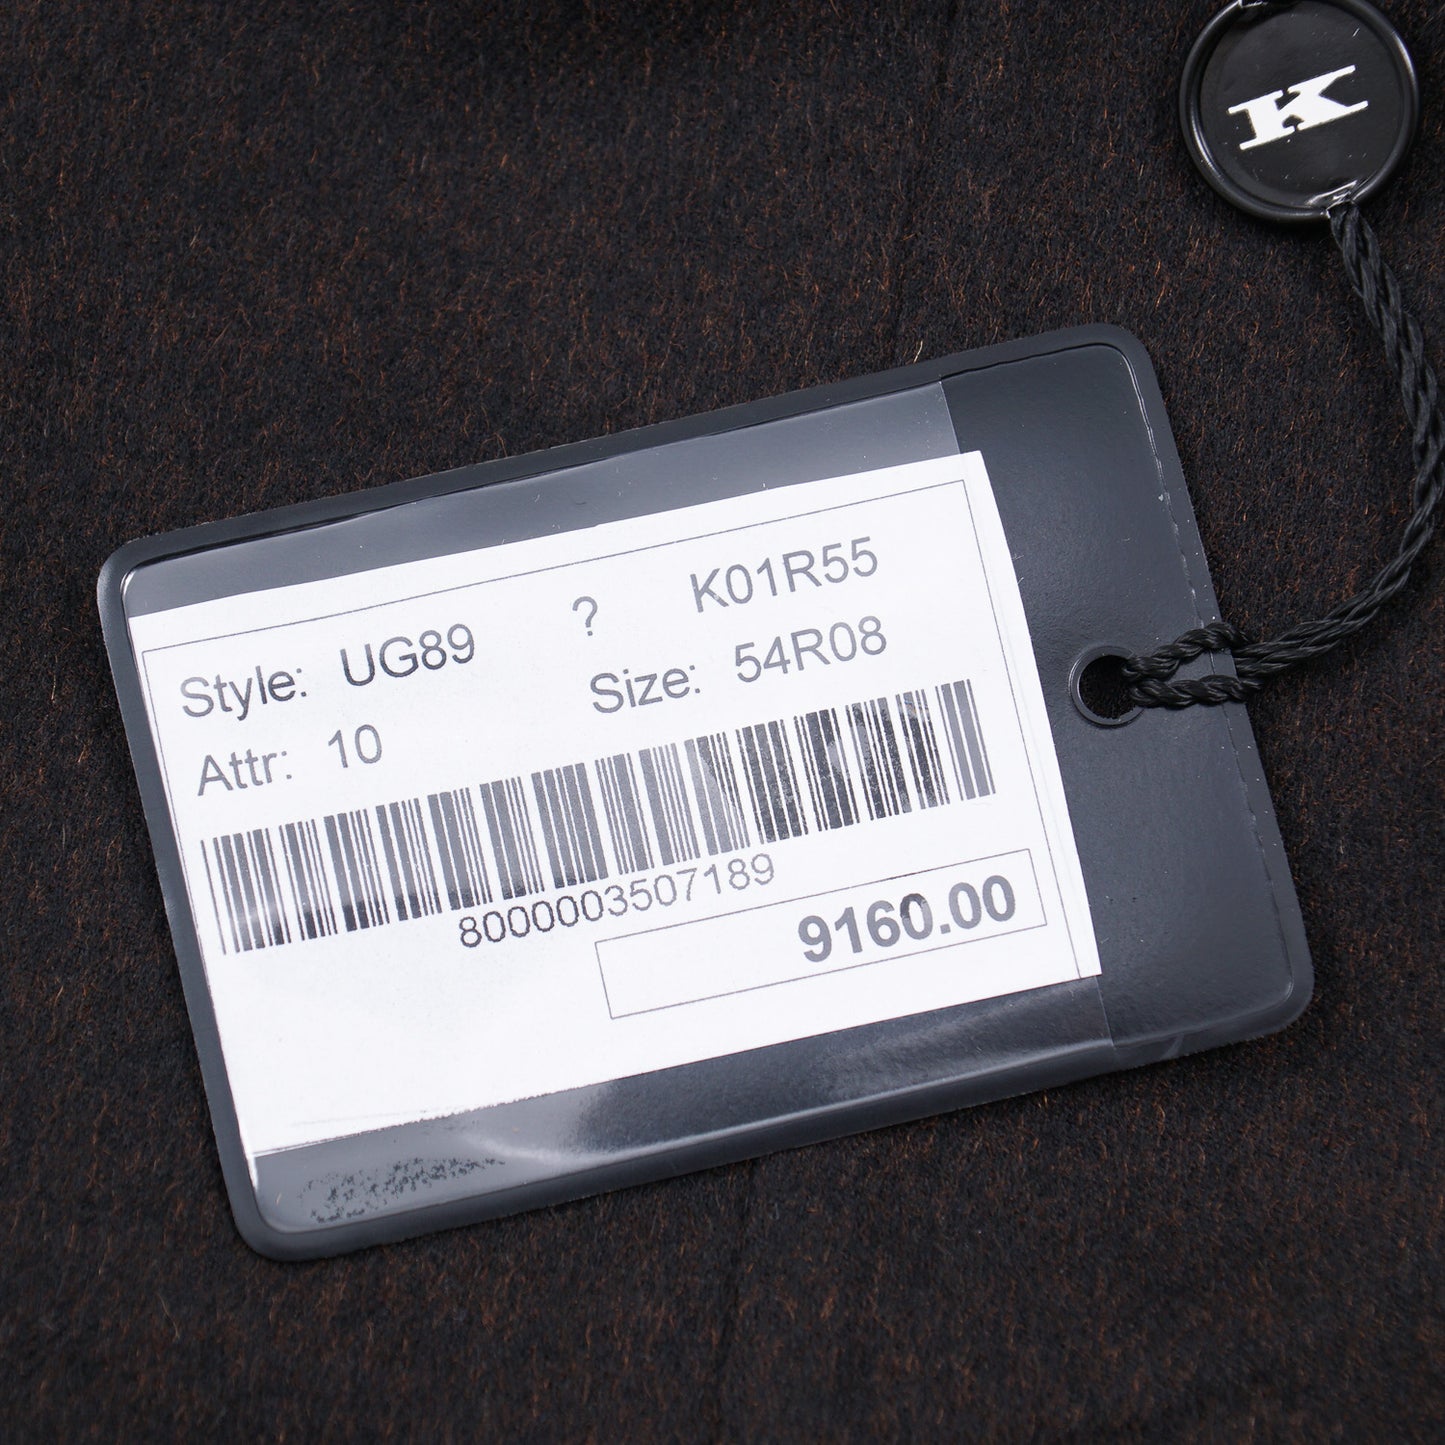 K
Style: UG89 ? K01R55
Attr: 10 Size: 54R08
8000003507189
9160.00